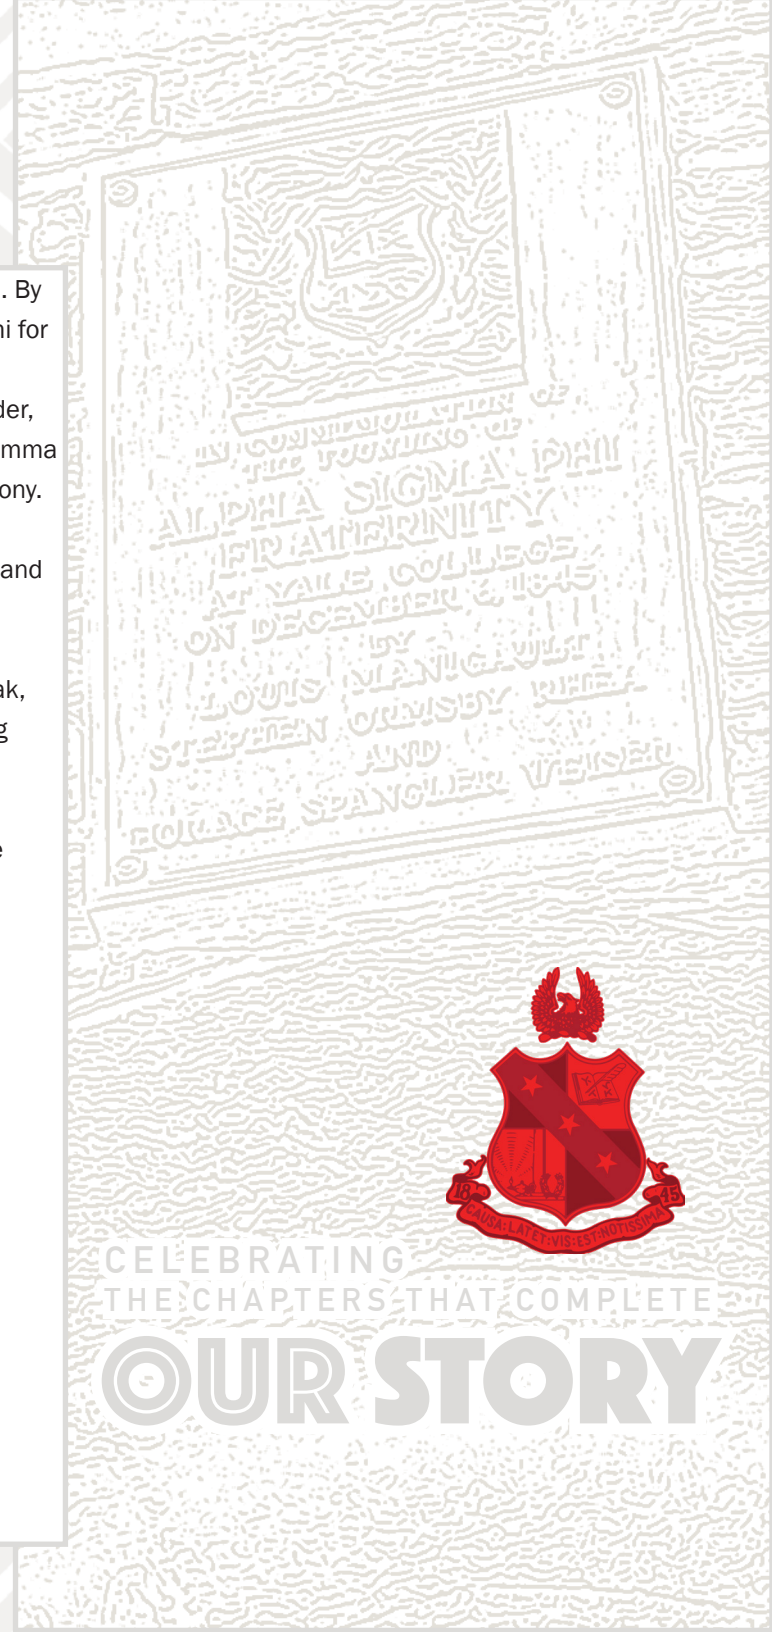 . By
ni for
der,
mma
ony.
and
ak,
g
e
IN COMMEMORATION OF
THE FOUNDING OF
ALPHA SIGMA PHI
FRATERNITY
AT YALE COLLEGE
ON DECEMBER 6, 1845
BY
LOUIS MANIGAULT
STEPHEN ORMSBY RHEA
AND
HORACE SPANGLER WEISER
18 45
CAUSA:LATET:VIS:EST:NOTISSIMA
CELEBRATING
THE CHAPTERS THAT COMPLETE
OUR STORY